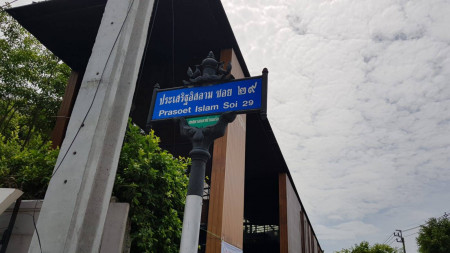 ประเสริฐอิสลาม ซอย ๒๙
Prasoet Islam Soi 29